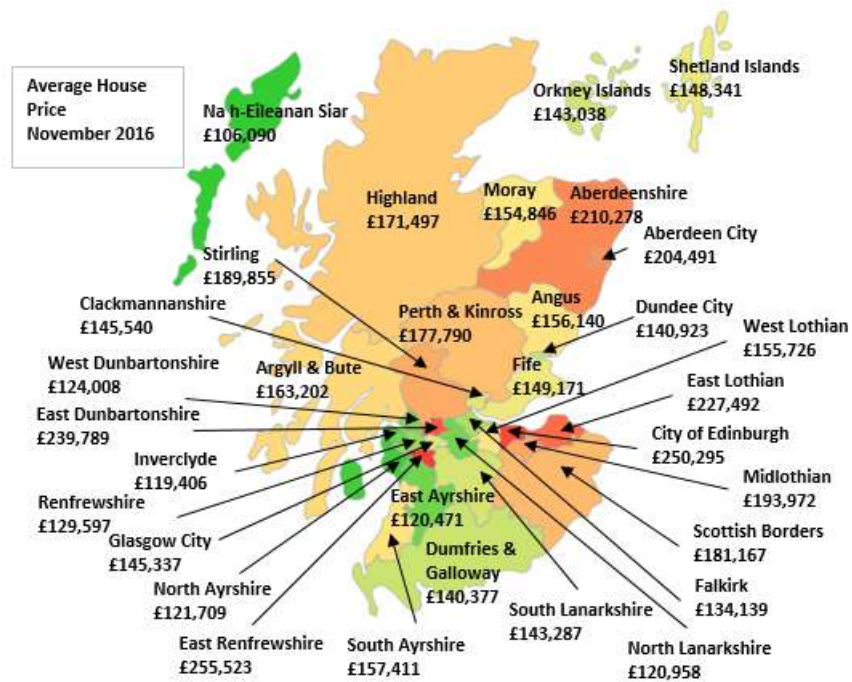 Average House
Price
November 2016
Na h-Eileanan Siar
£106,090
Orkney Islands
£143,038
Shetland Islands
£148,341
Highland
£171,497
Moray
£154,846
Aberdeenshire
£210,278
Aberdeen City
£204,491
Stirling
£189,855
Clackmannanshire
£145,540
Perth & Kinross
£177,790
Angus
£156,140
Dundee City
£140,923
West Lothian
£155,726
West Dunbartonshire
£124,008
Argyll & Bute
£163,202
Fife
£149,171
East Lothian
£227,492
East Dunbartonshire
£239,789
City of Edinburgh
£250,295
Inverclyde
£119,406
Midlothian
£193,972
Renfrewshire
£129,597
East Ayrshire
£120,471
Scottish Borders
£181,167
Glasgow City
£145,337
Dumfries &
Galloway
£140,377
Falkirk
£134,139
North Ayrshire
£121,709
South Lanarkshire
£143,287
East Renfrewshire
£255,523
South Ayrshire
£157,411
North Lanarkshire
£120,958